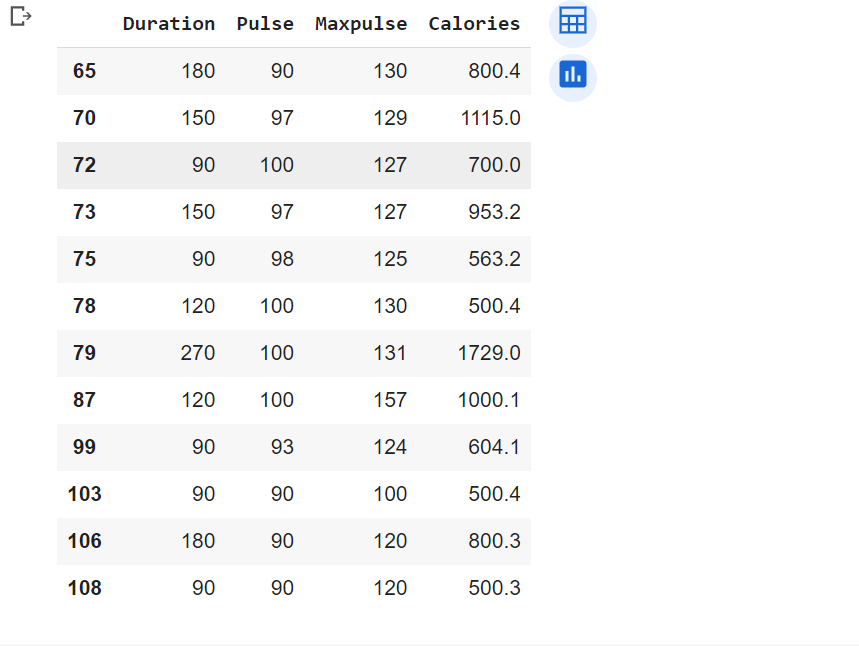 Duration Pulse Maxpulse Calories
65 180 90 130 800.4
70 150 97 129 1115.0
72 90 100 127 700.0
73 150 97 127 953.2
75 90 98 125 563.2
78 120 100 130 500.4
79 270 100 131 1729.0
87 120 100 157 1000.1
99 90 93 124 604.1
103 90 90 100 500.4
106 180 90 120 800.3
108 90 90 120 500.3